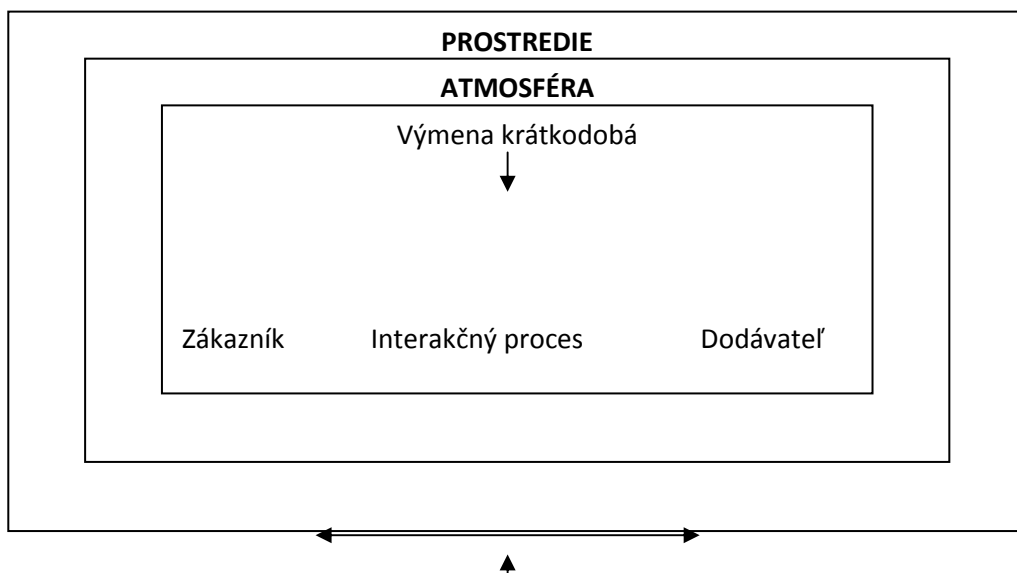 PROSTREDIE
ATMOSFÉRA
Výmena krátkodobá
Zákazník Interakčný proces Dodávateľ